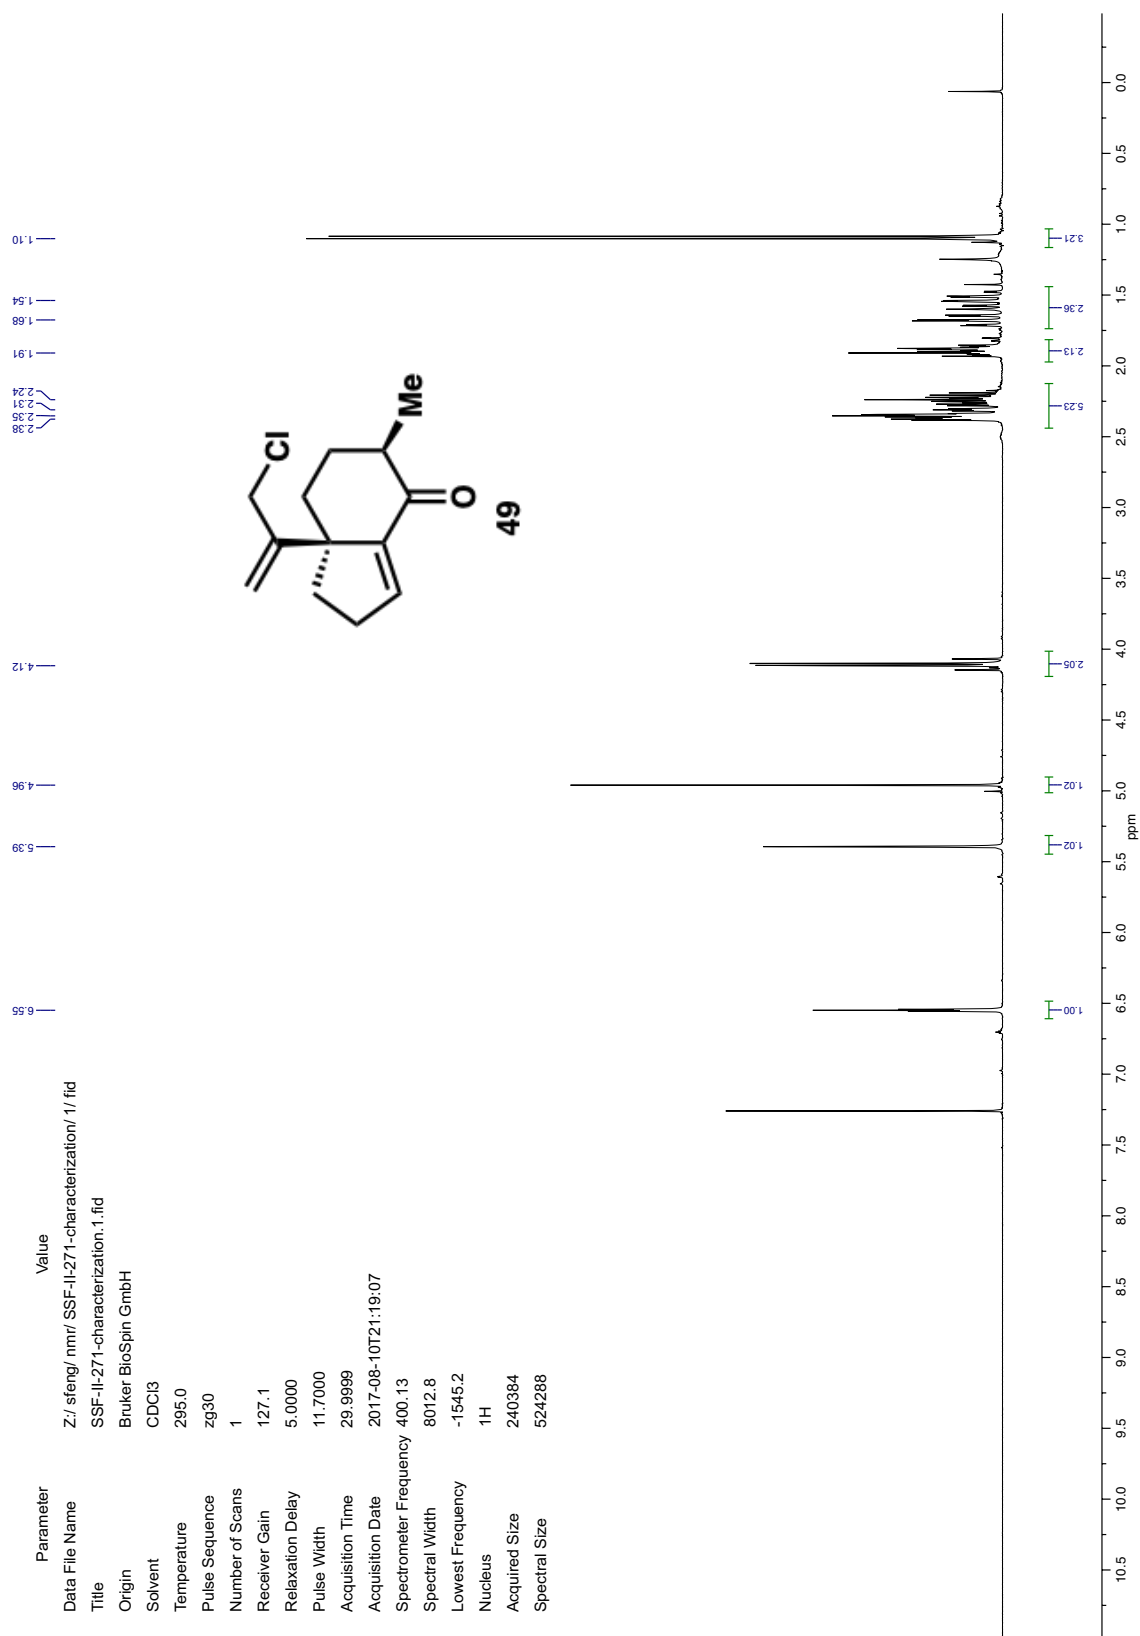 Parameter Value
Data File Name Z:/ sfeng/ nmr/ SSF-II-271-characterization/ 1/ fid
Title SSF-II-271-characterization.1.fid
Origin Bruker BioSpin GmbH
Solvent CDCl3
Temperature 295.0
Pulse Sequence zg30
Number of Scans 1
Receiver Gain 127.1
Relaxation Delay 5.0000
Pulse Width 11.7000
Acquisition Time 29.9999
Acquisition Date 2017-08-10T21:19:07
Spectrometer Frequency 400.13
Spectral Width 8012.8
Lowest Frequency -1545.2
Nucleus 1H
Acquired Size 240384
Spectral Size 524288
6.55
5.39
4.96
4.12
2.38
2.35
2.31
2.24
1.91
1.68
1.54
1.10
Cl
Me
O
49
1.00
1.02
1.02
2.05
5.23
2.13
2.36
3.21
10.5 10.0 9.5 9.0 8.5 8.0 7.5 7.0 6.5 6.0 5.5 5.0 4.5 4.0 3.5 3.0 2.5 2.0 1.5 1.0 0.5 0.0
ppm